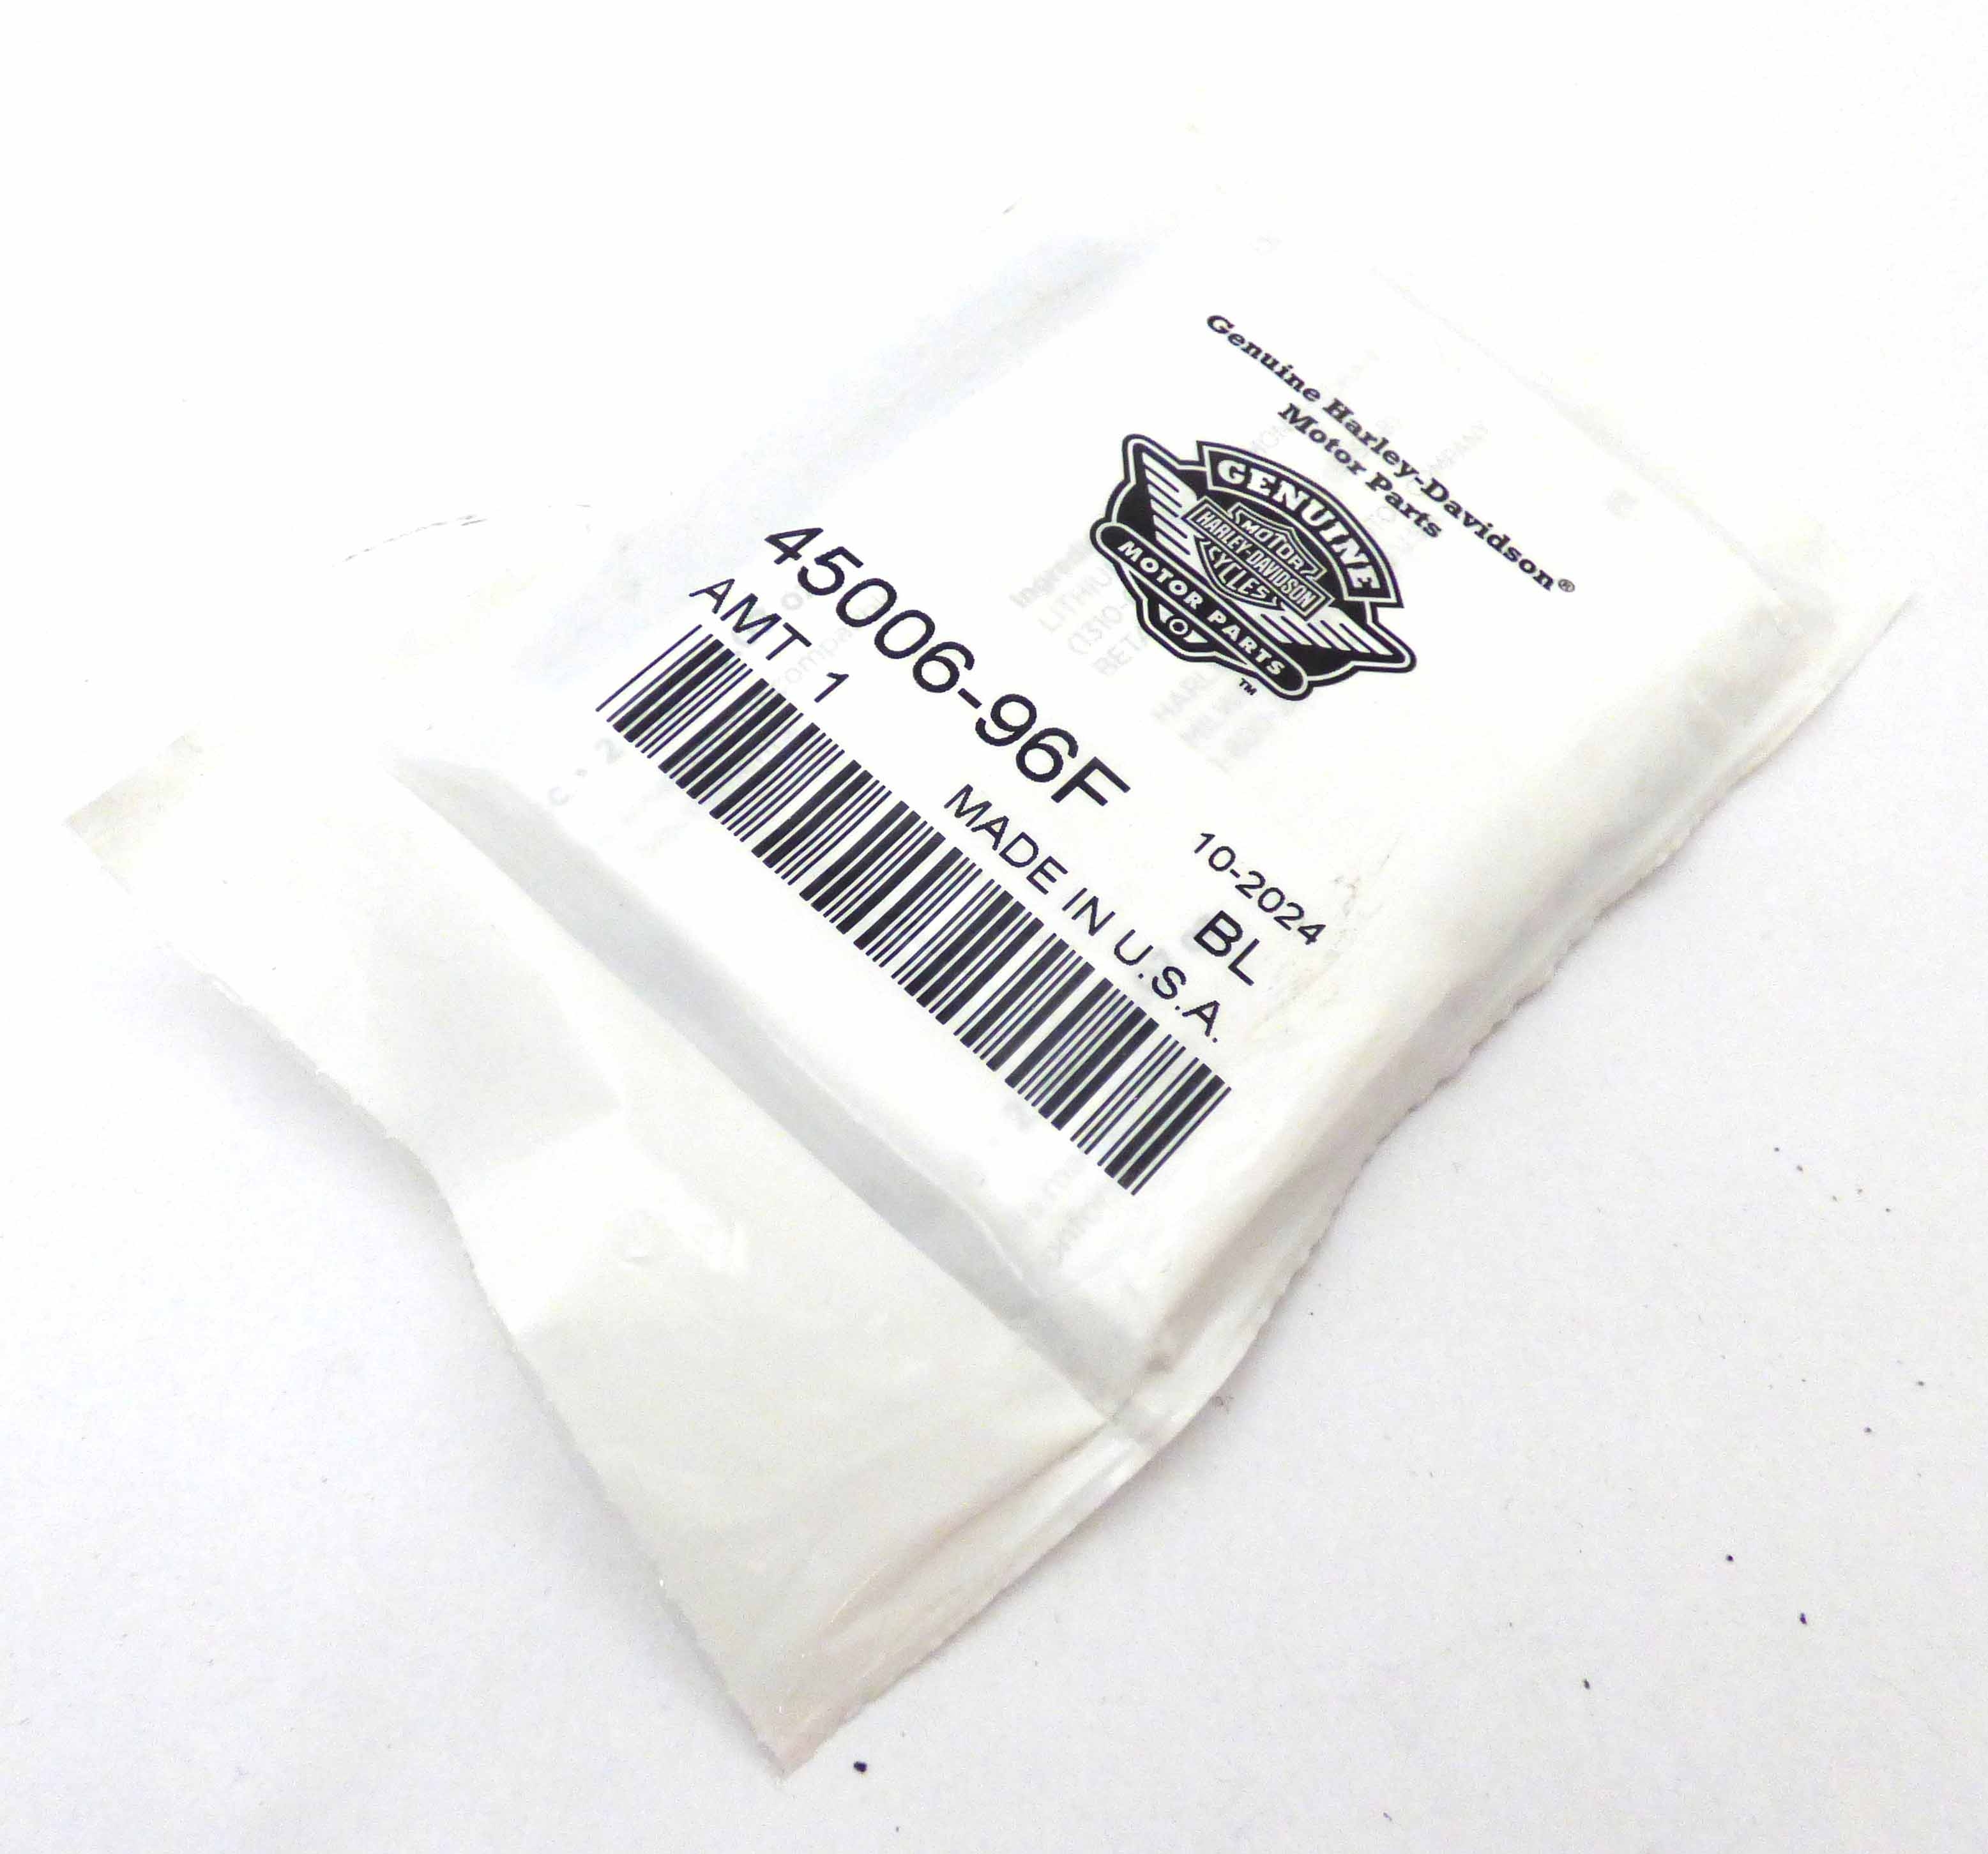 Genuine Harley-Davidson®
Motor Parts
GENUINE
MOTOR
HARLEY-DAVIDSON
CYCLES
MOTOR PARTS
TM
45006-96F
AMT 1
10-2024
BL
MADE IN U.S.A.